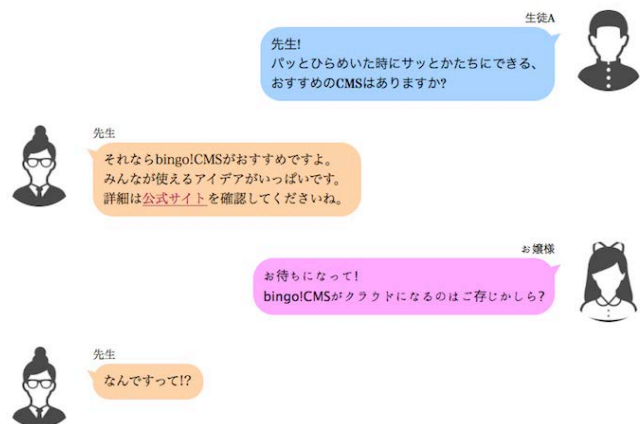 生徒A
先生!
パッとひらめいた時にサッとかたちにできる、
おすすめのCMSはありますか?
先生
それならbingo!CMSがおすすめですよ。
みんなが使えるアイデアがいっぱいです。
詳細は公式サイトを確認してくださいね。
お嬢様
お待ちになって!
bingo!CMSがクラウドになるのはご存じかしら?
先生
なんですって!?